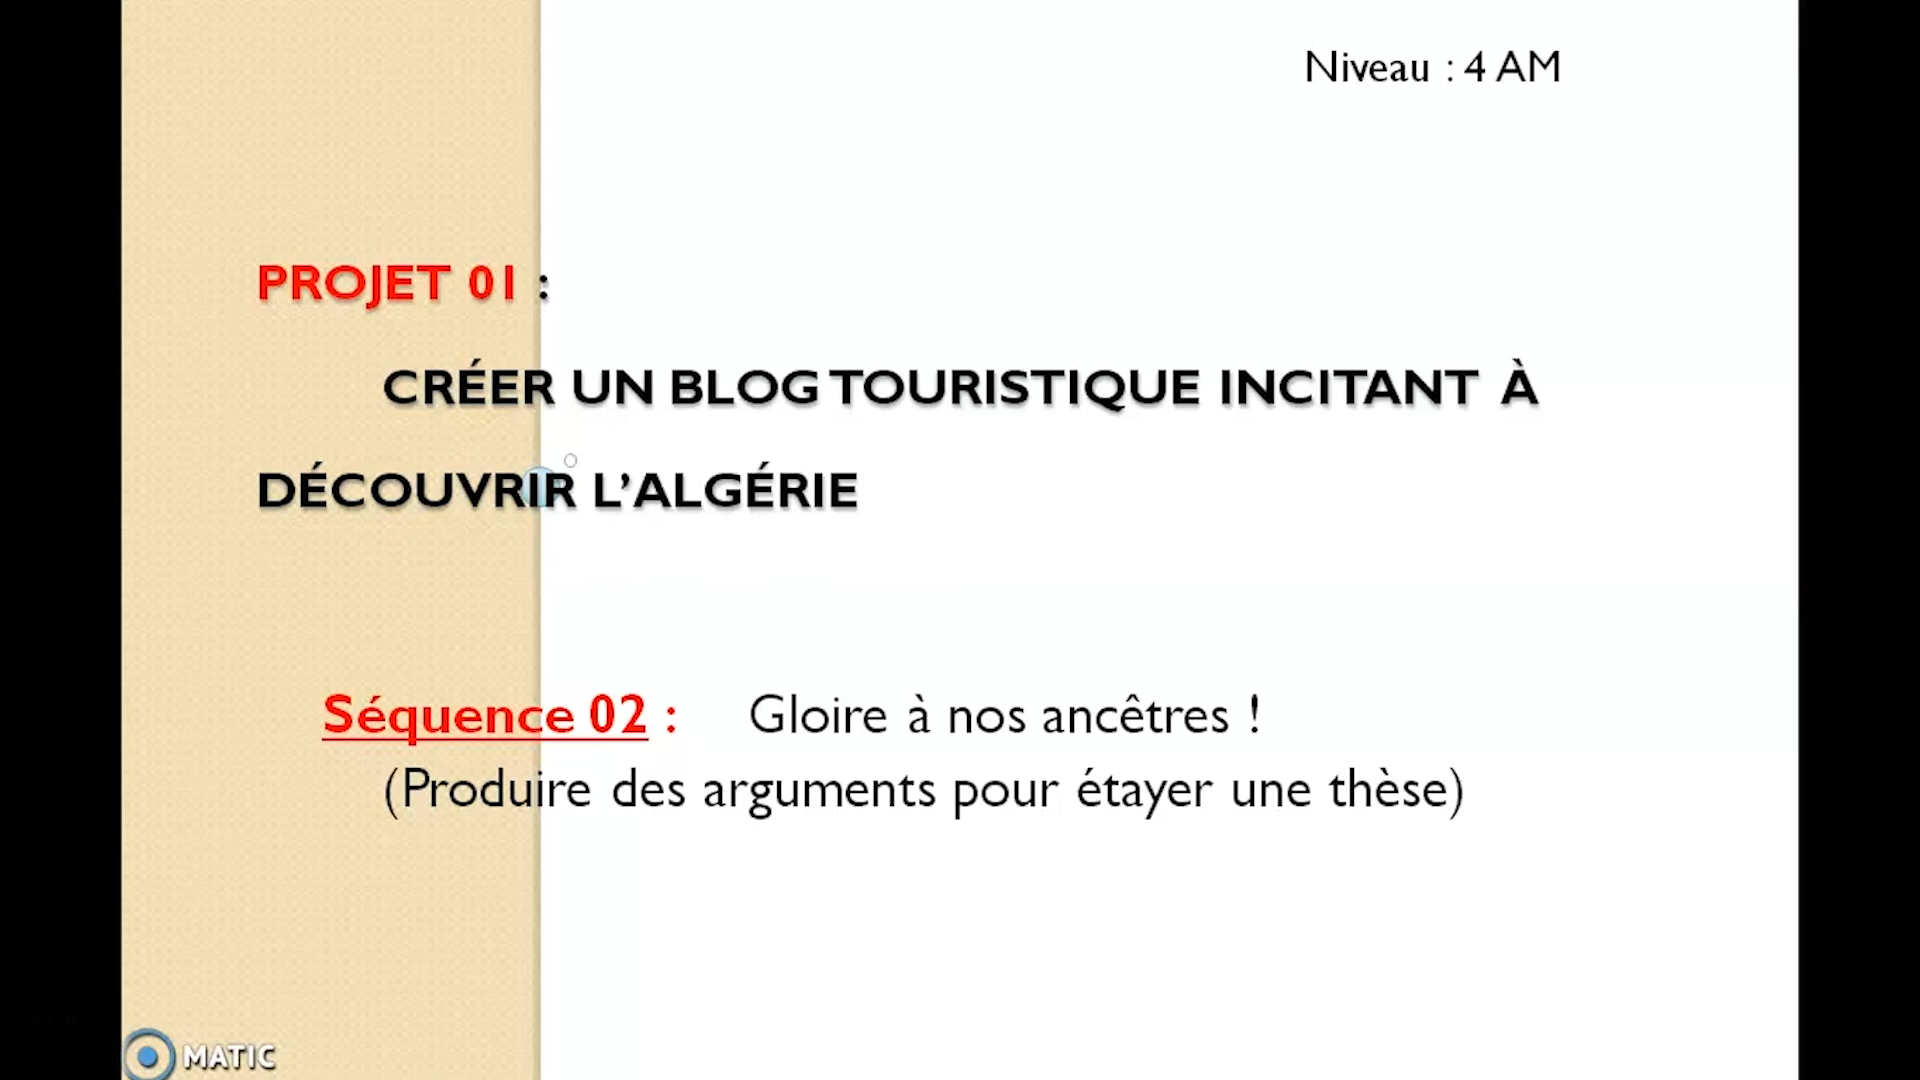 Niveau : 4 AM
PROJET 01 :
CRÉER UN BLOG TOURISTIQUE INCITANT À
DÉCOUVRIR L’ALGÉRIE
Séquence 02 : Gloire à nos ancêtres !
(Produire des arguments pour étayer une thèse)
MATIC